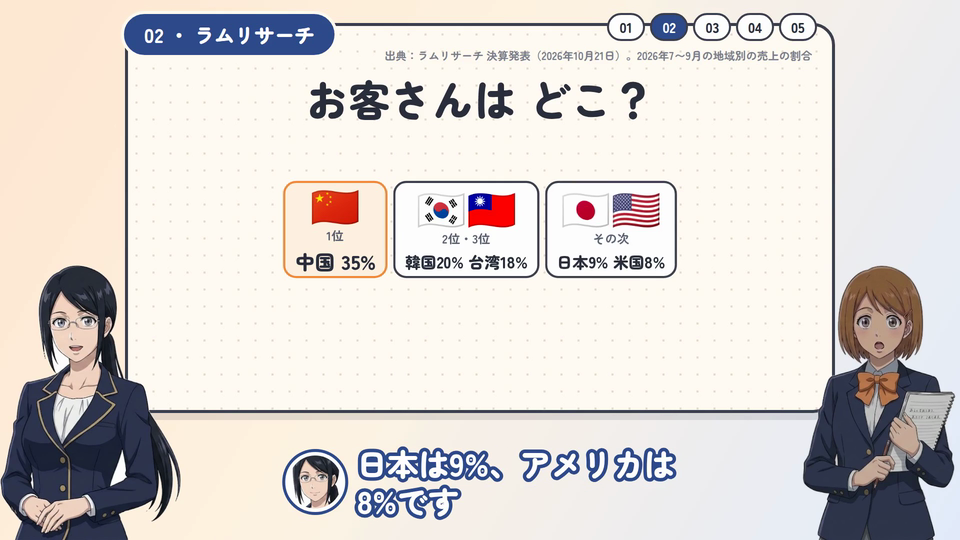 02 ・ ラムリサーチ
01 02 03 04 05
出典：ラムリサーチ 決算発表（2026年10月21日）。2026年7〜9月の地域別の売上の割合
お客さんは どこ？
1位
中国 35%
2位・3位
韓国20% 台湾18%
その次
日本9% 米国8%
日本は9%、アメリカは
8%です